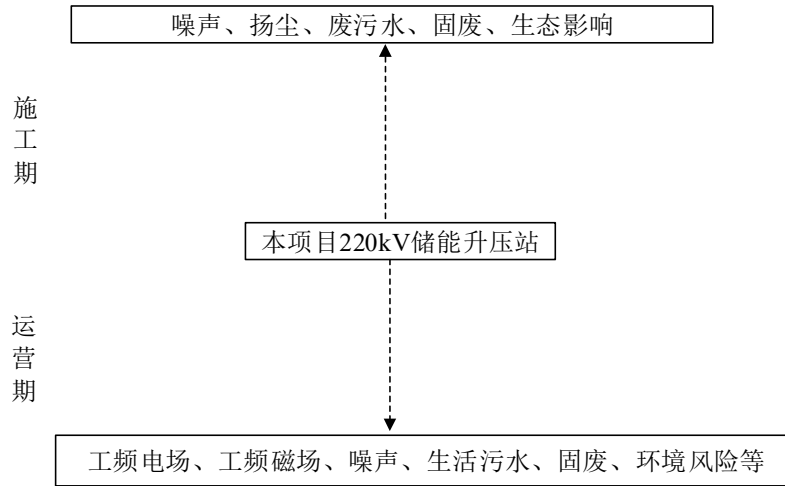 噪声、扬尘、废污水、固废、生态影响
施工期
本项目220kV储能升压站
运营期
工频电场、工频磁场、噪声、生活污水、固废、环境风险等